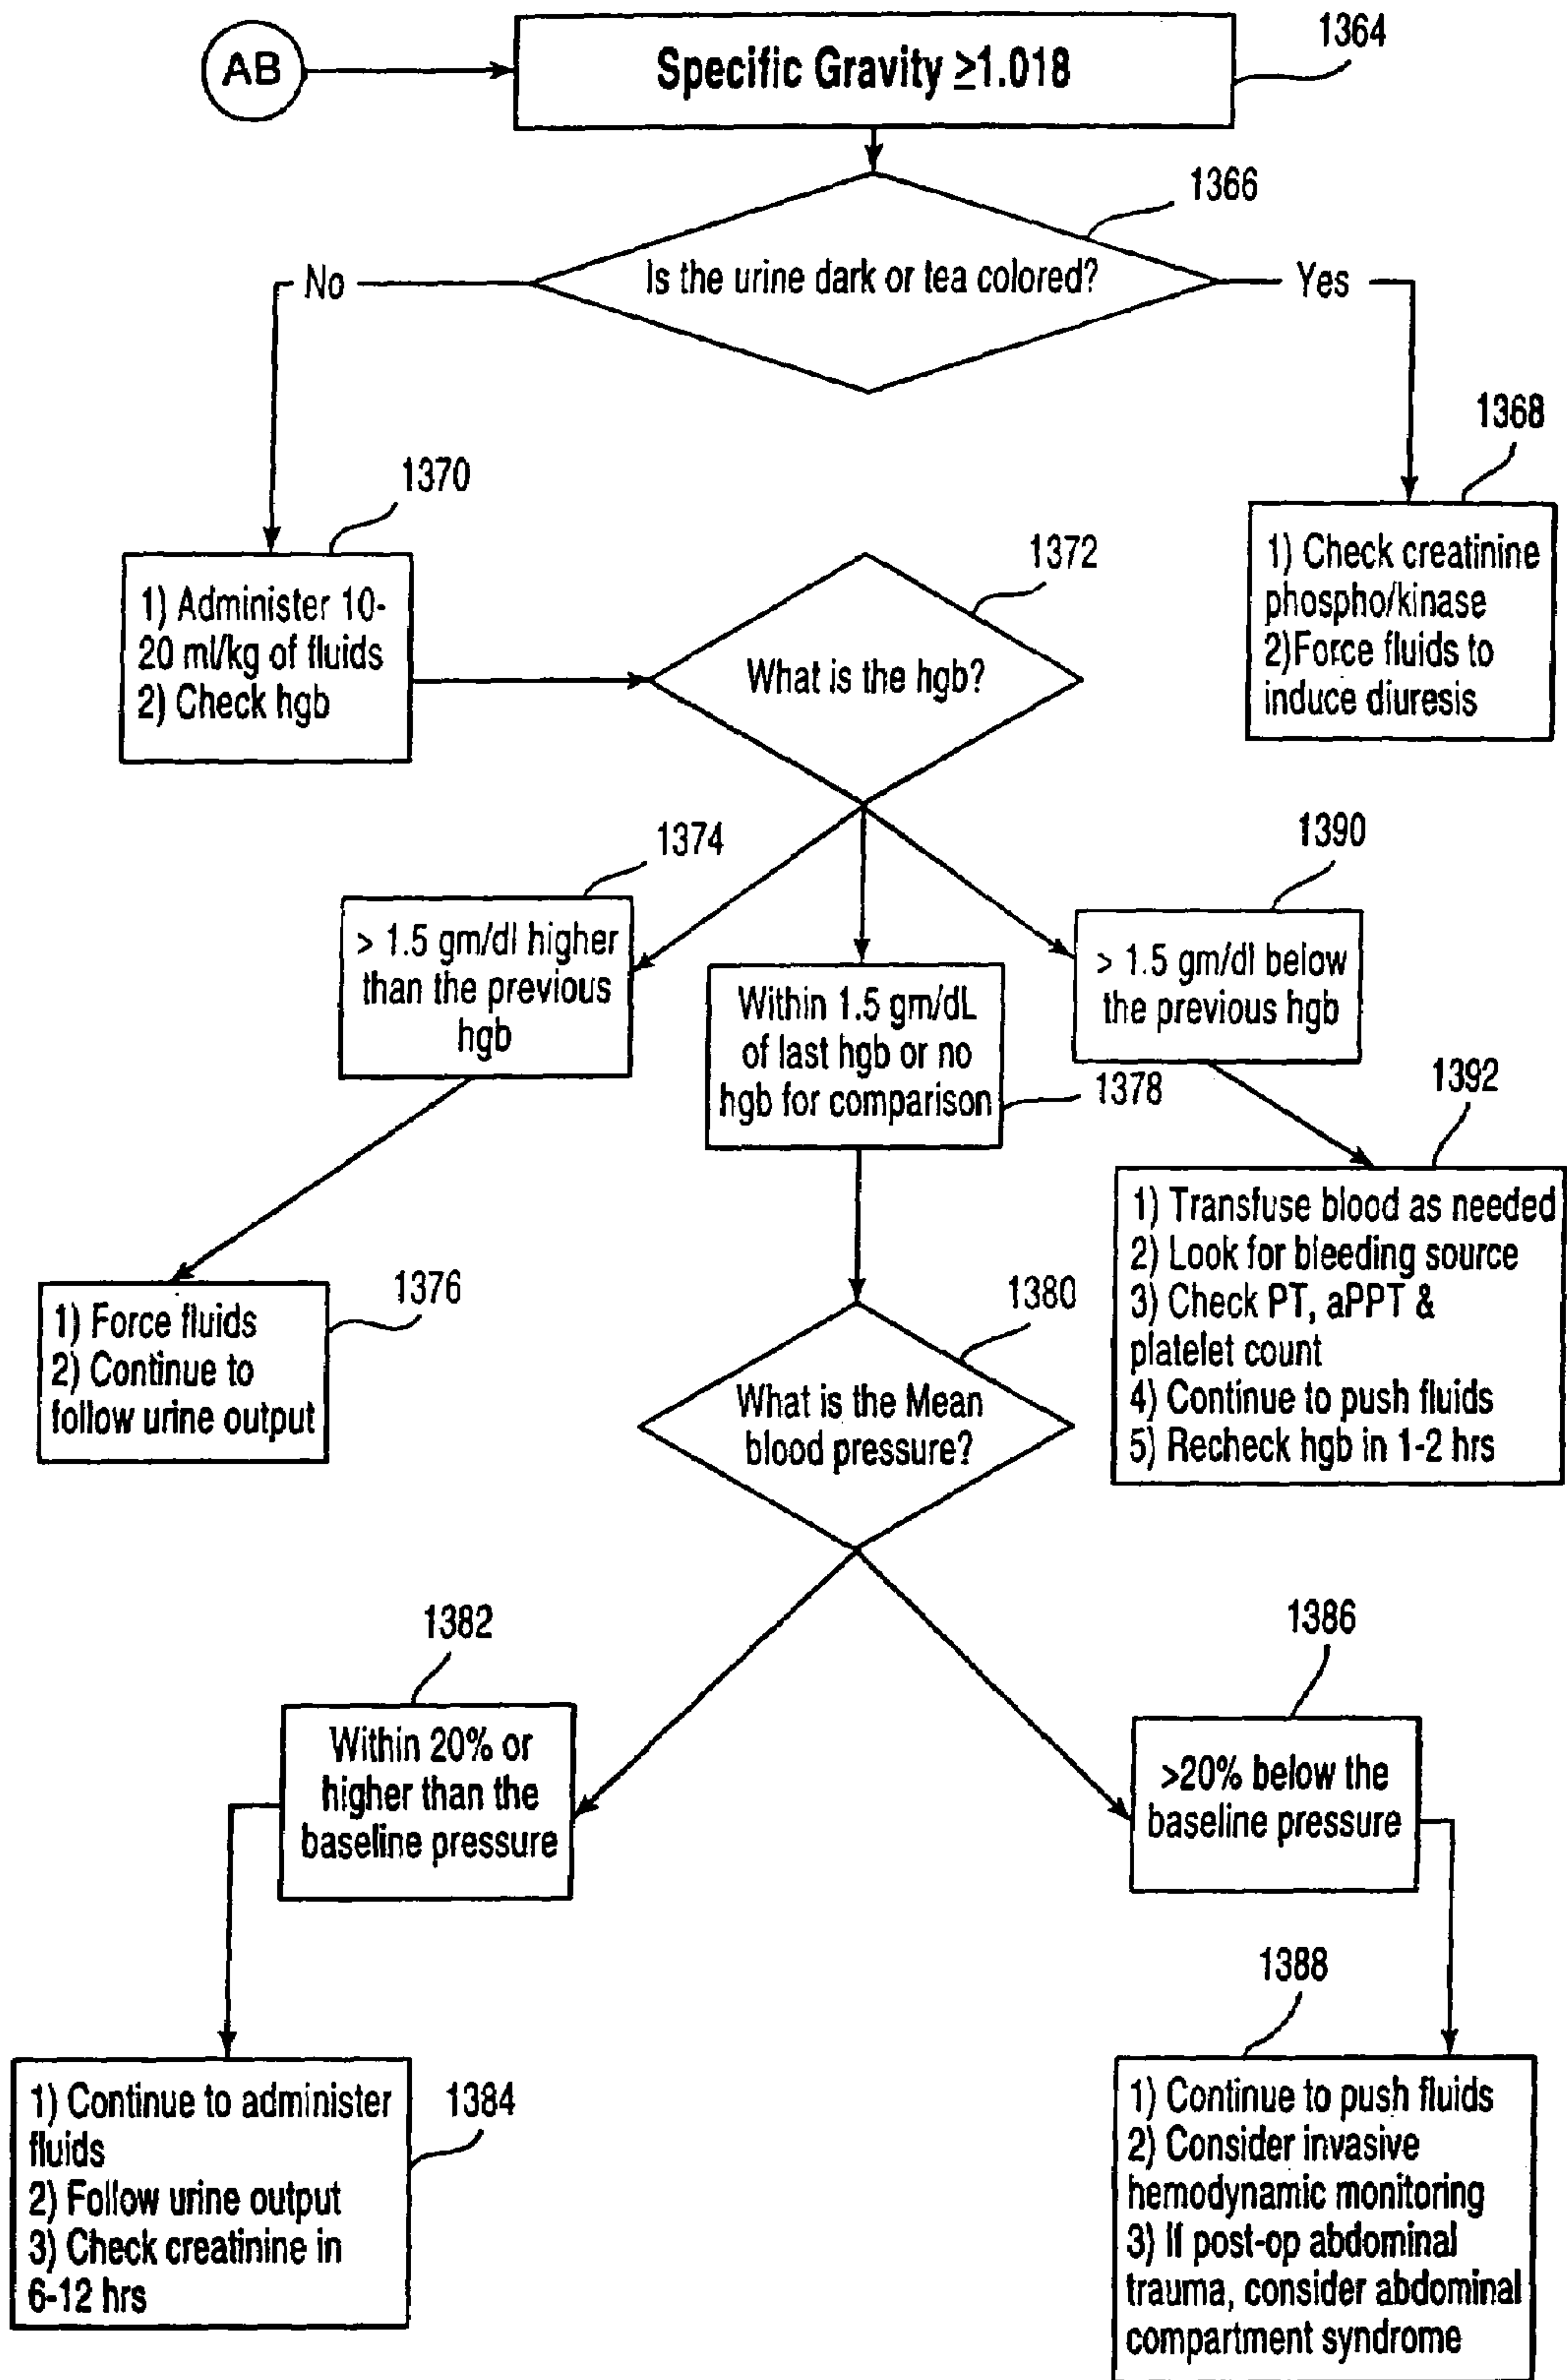 AB
Specific Gravity ≥1.018
1364
1366
Is the urine dark or tea colored?
No
Yes
1368
1) Check creatinine
phospho/kinase
2)Force fluids to
induce diuresis
1370
1) Administer 10-
20 ml/kg of fluids
2) Check hgb
1372
What is the hgb?
1374
> 1.5 gm/dl higher
than the previous
hgb
1390
> 1.5 gm/dl below
the previous hgb
Within 1.5 gm/dL
of last hgb or no
hgb for comparison
1378
1392
1) Transfuse blood as needed
2) Look for bleeding source
3) Check PT, aPPT &
platelet count
4) Continue to push fluids
5) Recheck hgb in 1-2 hrs
1376
1) Force fluids
2) Continue to
follow urine output
1380
What is the Mean
blood pressure?
1382
Within 20% or
higher than the
baseline pressure
1386
>20% below the
baseline pressure
1384
1) Continue to administer
fluids
2) Follow urine output
3) Check creatinine in
6-12 hrs
1388
1) Continue to push fluids
2) Consider invasive
hemodynamic monitoring
3) If post-op abdominal
trauma, consider abdominal
compartment syndrome